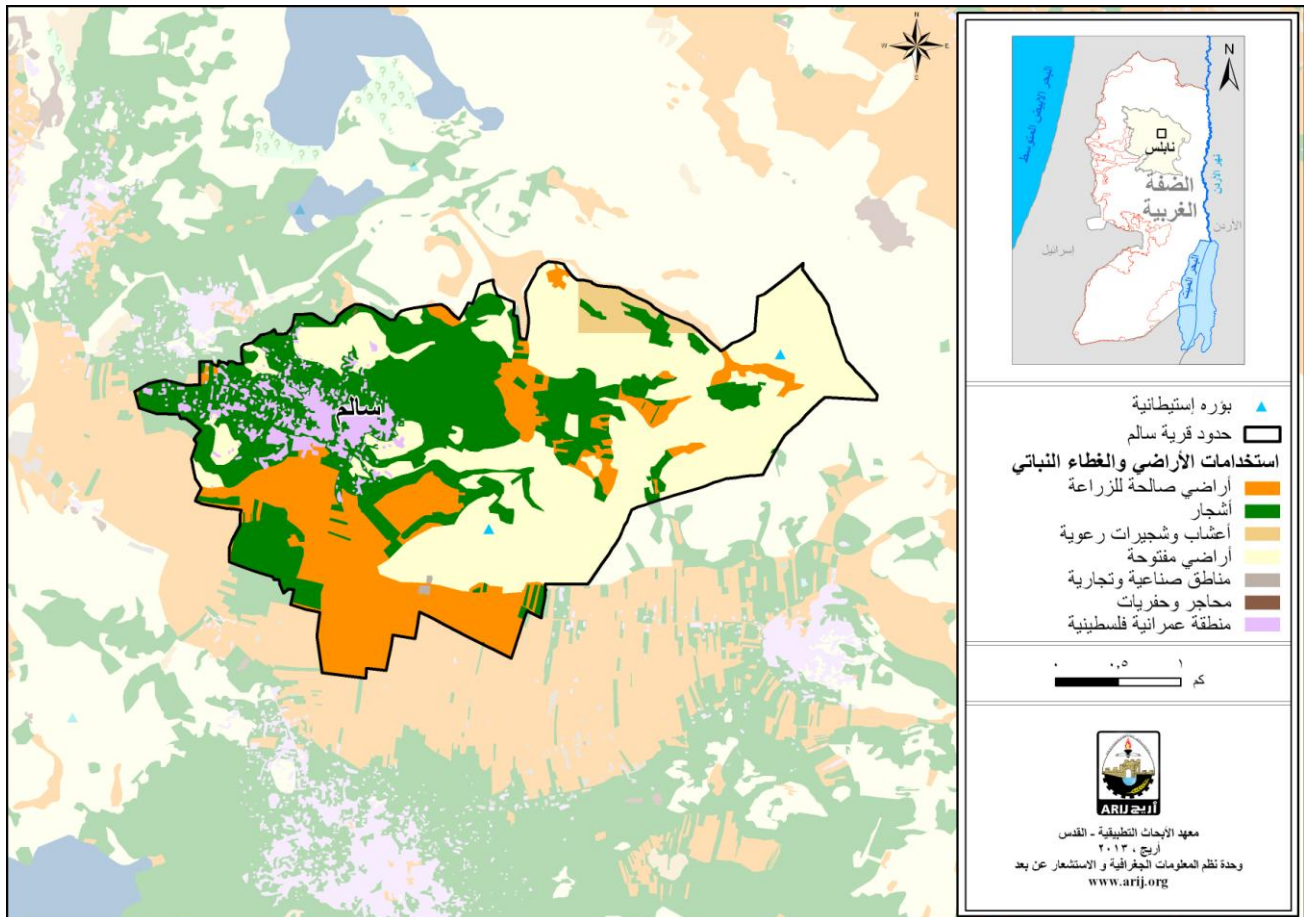 N
W
E
S
سالم
N
البحر الأبيض المتوسط
نابلس
نهر الأردن
الضفة
الغربية
الأردن
إسرائيل
البحر الميت
بؤره إستيطانية
حدود قرية سالم
استخدامات الأراضي والغطاء النباتي
أراضي صالحة للزراعة
أشجار
أعشاب وشجيرات رعوية
أراضي مفتوحة
مناطق صناعية وتجارية
محاجر وحفريات
منطقة عمرانية فلسطينية
٠ ٠,٥ ١
كم
ARIJ أريج
معهد الأبحاث التطبيقية - القدس
أريج ، ٢٠١٣
وحدة نظم المعلومات الجغرافية و الاستشعار عن بعد
www.arij.org